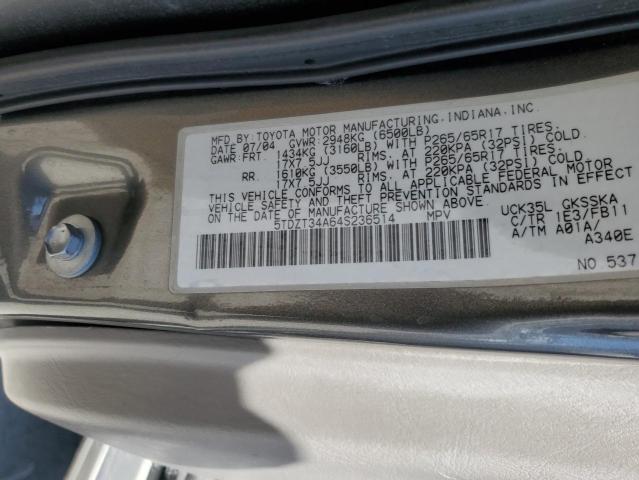 MFD. BY: TOYOTA MOTOR MANUFACTURING, INDIANA, INC.
DATE: 07/04 GVWR: 2948KG (6500LB)
GAWR: FRT. 1434KG (3160LB) WITH P265/65R17 TIRES,
17X7.5JJ RIMS, AT 220KPA (32PSI) COLD.
RR. 1610KG (3550LB) WITH P265/65R17 TIRES,
17X7.5JJ RIMS, AT 220KPA (32PSI) COLD.
THIS VEHICLE CONFORMS TO ALL APPLICABLE FEDERAL MOTOR
VEHICLE SAFETY AND THEFT PREVENTION STANDARDS IN EFFECT
ON THE DATE OF MANUFACTURE SHOWN ABOVE.
5TDZT34A64S236514 MPV
UCK35L GKSSKA
C/TR 1E3/FB11
A/TM A01A/
A340E
NO.537